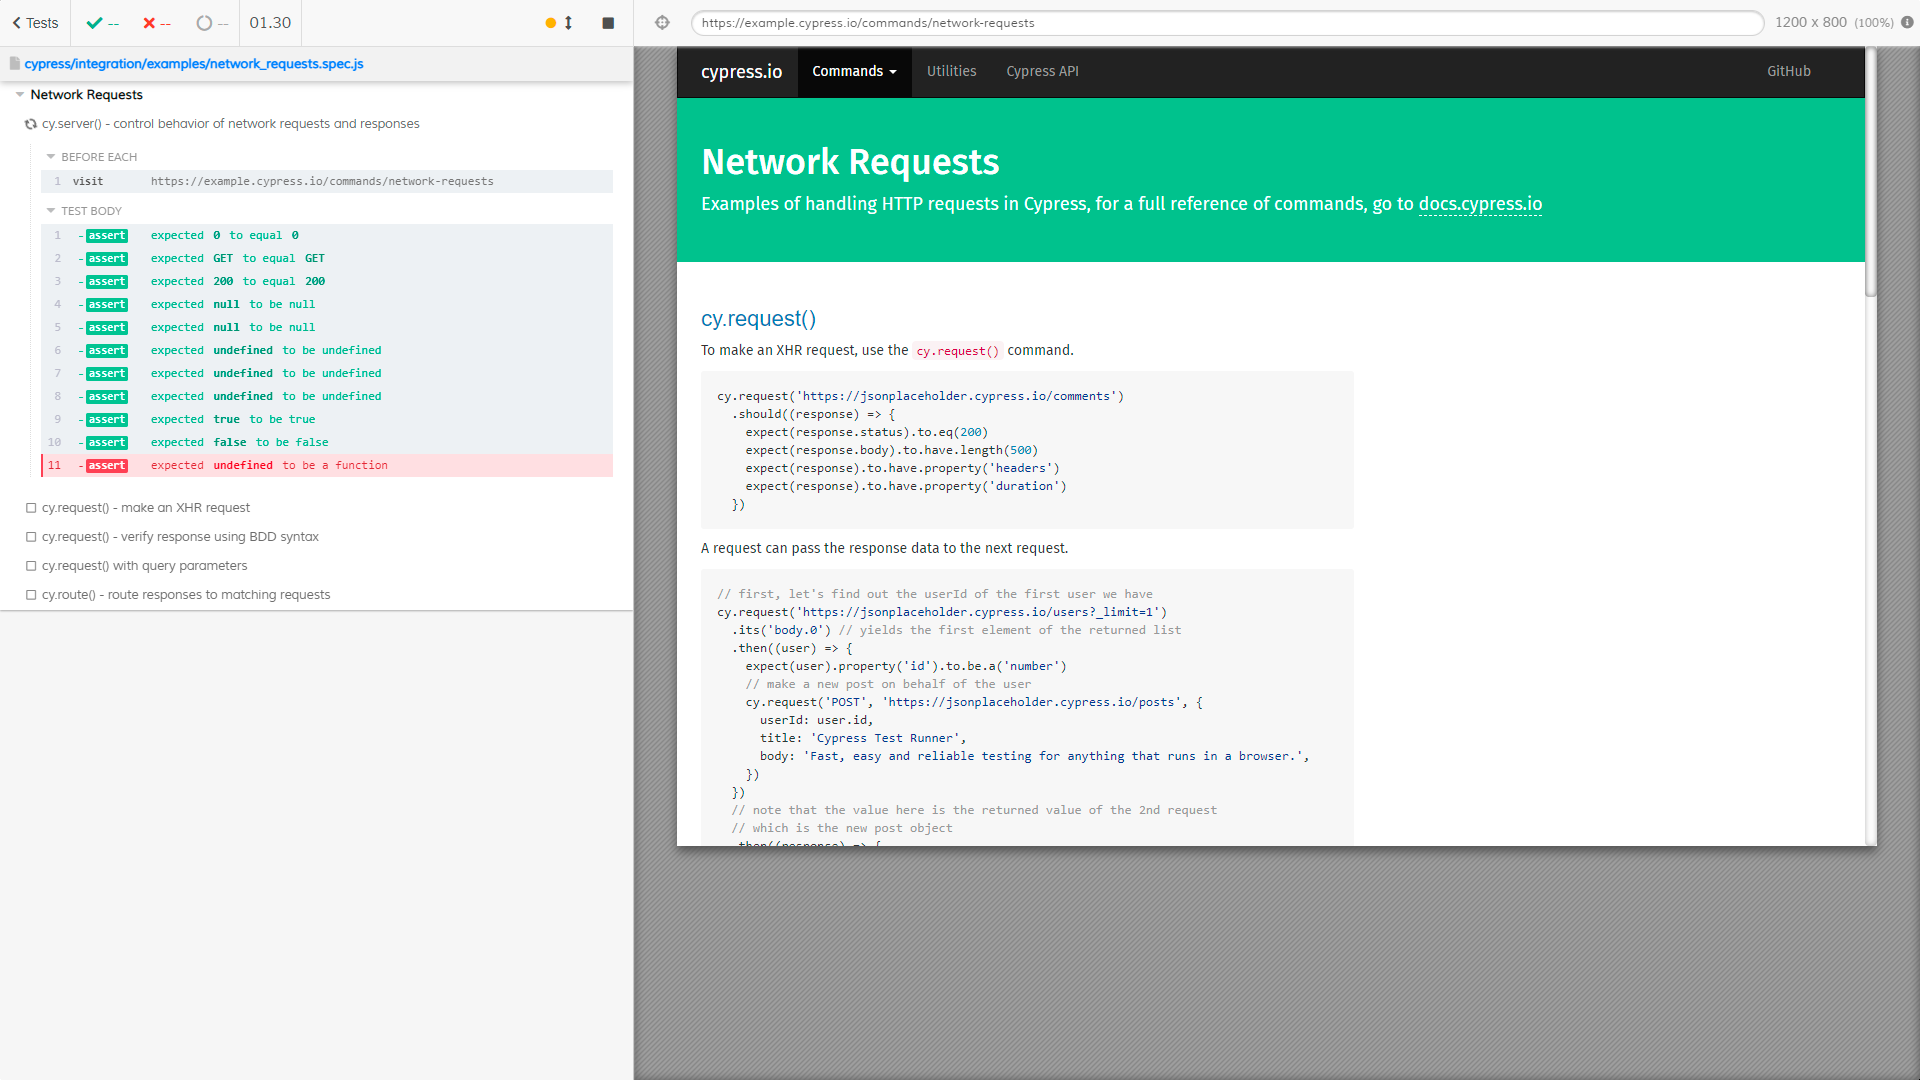 Tests -- -- -- 01.30
cypress/integration/examples/network_requests.spec.js
Network Requests
cy.server() - control behavior of network requests and responses
BEFORE EACH
1 visit https://example.cypress.io/commands/network-requests
TEST BODY
1 - assert expected 0 to equal 0
2 - assert expected GET to equal GET
3 - assert expected 200 to equal 200
4 - assert expected null to be null
5 - assert expected null to be null
6 - assert expected undefined to be undefined
7 - assert expected undefined to be undefined
8 - assert expected undefined to be undefined
9 - assert expected true to be true
10 - assert expected false to be false
11 - assert expected undefined to be a function
cy.request() - make an XHR request
cy.request() - verify response using BDD syntax
cy.request() with query parameters
cy.route() - route responses to matching requests
https://example.cypress.io/commands/network-requests 1200 x 800 (100%)
cypress.io Commands Utilities Cypress API GitHub
Network Requests
Examples of handling HTTP requests in Cypress, for a full reference of commands, go to docs.cypress.io
cy.request()
To make an XHR request, use the cy.request() command.
cy.request('https://jsonplaceholder.cypress.io/comments')
.should((response) => {
expect(response.status).to.eq(200)
expect(response.body).to.have.length(500)
expect(response).to.have.property('headers')
expect(response).to.have.property('duration')
})
A request can pass the response data to the next request.
// first, let's find out the userId of the first user we have
cy.request('https://jsonplaceholder.cypress.io/users?_limit=1')
.its('body.0') // yields the first element of the returned list
.then((user) => {
expect(user).property('id').to.be.a('number')
// make a new post on behalf of the user
cy.request('POST', 'https://jsonplaceholder.cypress.io/posts', {
userId: user.id,
title: 'Cypress Test Runner',
body: 'Fast, easy and reliable testing for anything that runs in a browser.',
})
})
// note that the value here is the returned value of the 2nd request
// which is the new post object
.then((response) => {